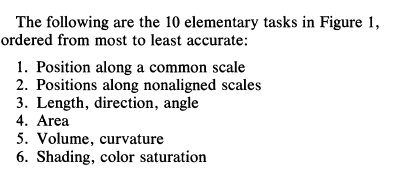 The following are the 10 elementary tasks in Figure 1,
ordered from most to least accurate:
1. Position along a common scale
2. Positions along nonaligned scales
3. Length, direction, angle
4. Area
5. Volume, curvature
6. Shading, color saturation